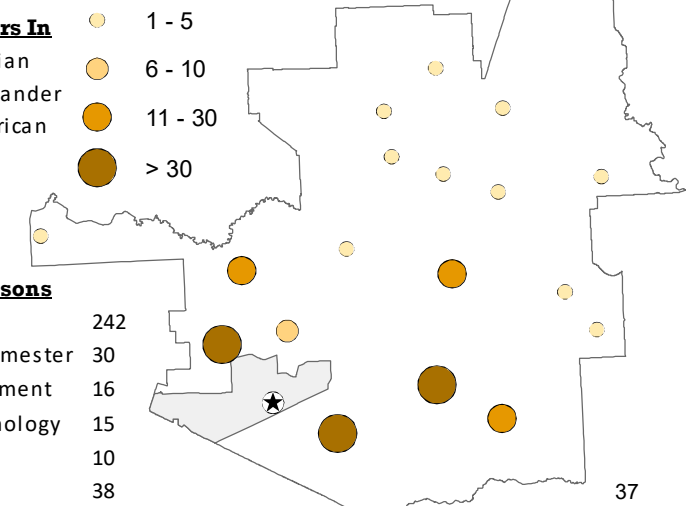 rs In
1 - 5
ian
6 - 10
ander
11 - 30
rican
> 30
sons
242
mester 30
ment 16
ology 15
10
38
37